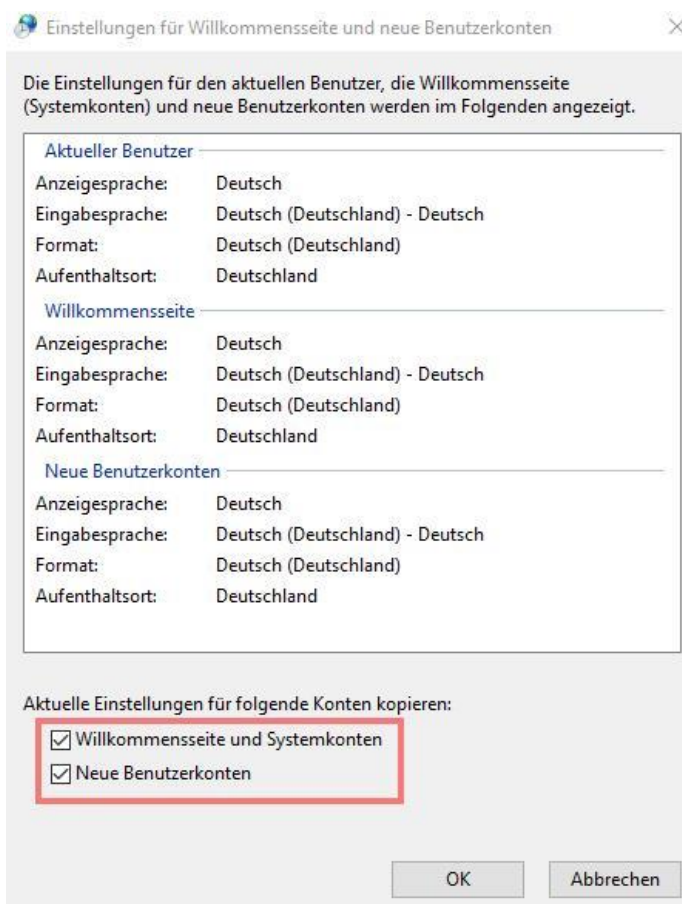 Einstellungen für Willkommensseite und neue Benutzerkonten
Die Einstellungen für den aktuellen Benutzer, die Willkommensseite
(Systemkonten) und neue Benutzerkonten werden im Folgenden angezeigt.
Aktueller Benutzer
Anzeigesprache: Deutsch
Eingabesprache: Deutsch (Deutschland) - Deutsch
Format: Deutsch (Deutschland)
Aufenthaltsort: Deutschland
Willkommensseite
Anzeigesprache: Deutsch
Eingabesprache: Deutsch (Deutschland) - Deutsch
Format: Deutsch (Deutschland)
Aufenthaltsort: Deutschland
Neue Benutzerkonten
Anzeigesprache: Deutsch
Eingabesprache: Deutsch (Deutschland) - Deutsch
Format: Deutsch (Deutschland)
Aufenthaltsort: Deutschland
Aktuelle Einstellungen für folgende Konten kopieren:
Willkommensseite und Systemkonten
Neue Benutzerkonten
OK Abbrechen